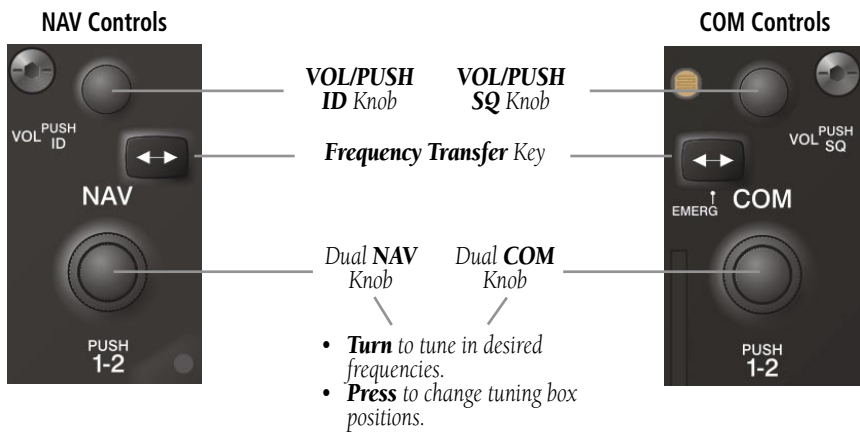 NAV Controls
COM Controls
VOL/PUSH
ID Knob
VOL/PUSH
SQ Knob
VOL PUSH
ID
VOL PUSH
SQ
Frequency Transfer Key
NAV
EMERG
COM
Dual NAV
Knob
Dual COM
Knob
PUSH
1-2
PUSH
1-2
• Turn to tune in desired
frequencies.
• Press to change tuning box
positions.